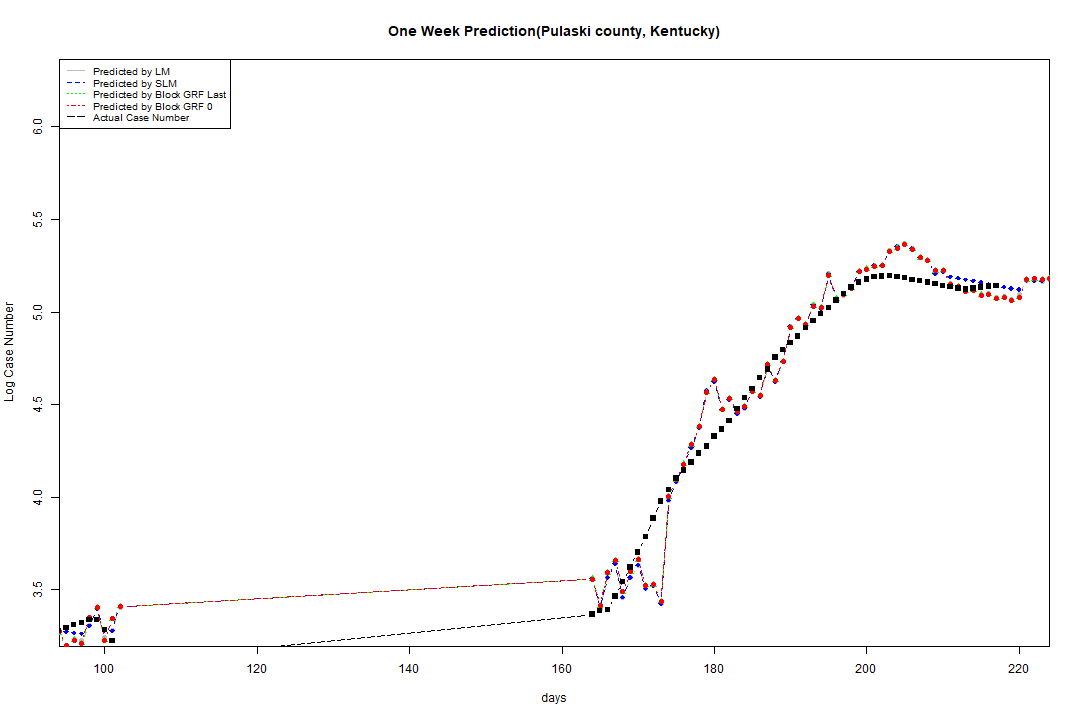 One Week Prediction(Pulaski county, Kentucky)
Predicted by LM
Predicted by SLM
Predicted by Block GRF Last
Predicted by Block GRF 0
Actual Case Number
6.0
5.5
5.0
4.5
4.0
3.5
Log Case Number
100 120 140 160 180 200 220
days